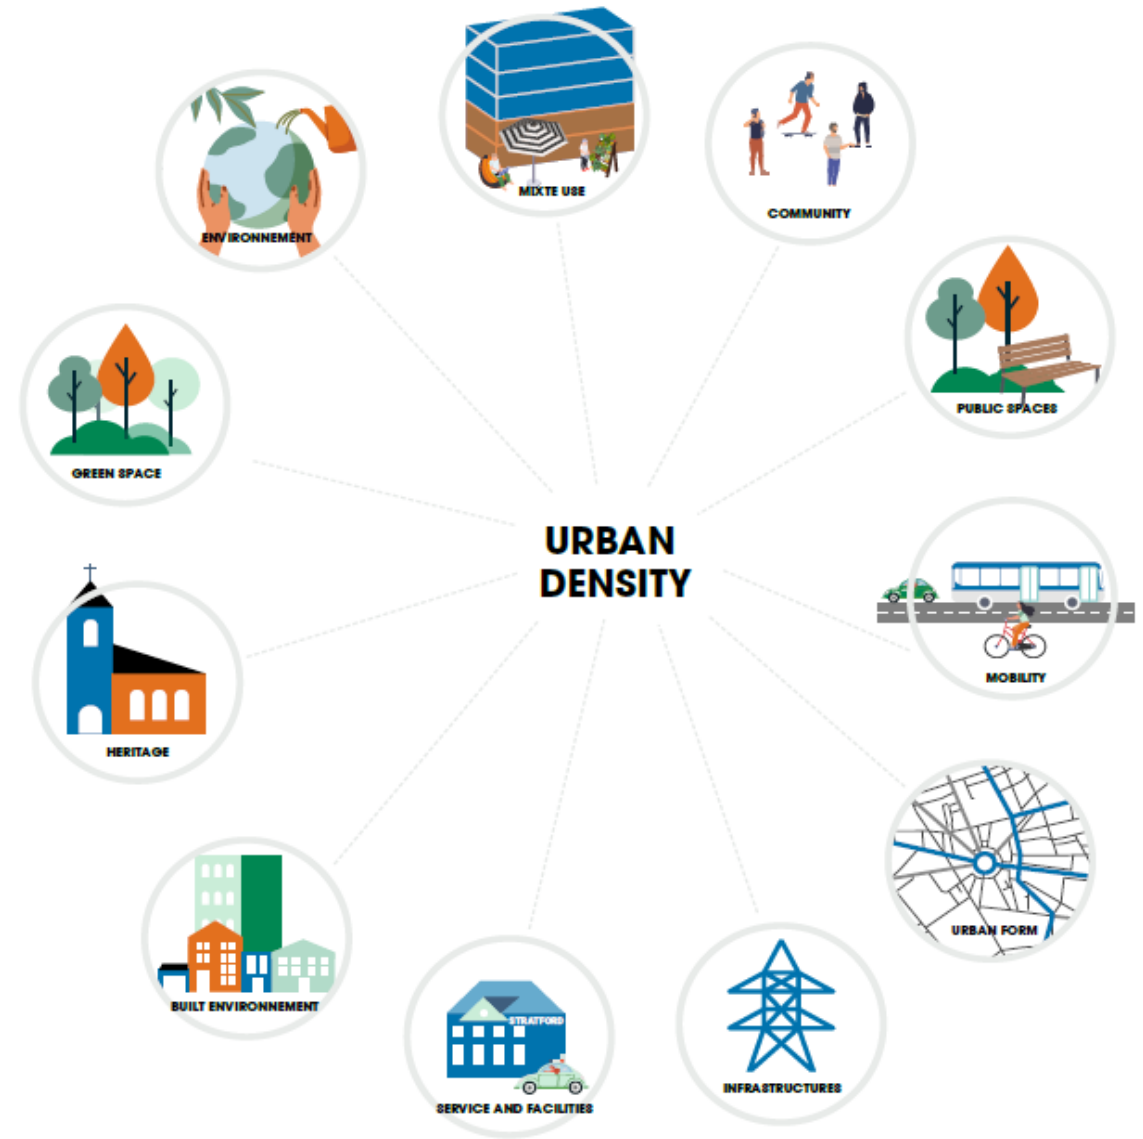 MIXTE USE
COMMUNITY
ENVIRONNEMENT
PUBLIC SPACES
GREEN SPACE
URBAN
DENSITY
MOBILITY
HERITAGE
URBAN FORM
BUILT ENVIRONNEMENT
STRATFORD
INFRASTRUCTURES
SERVICE AND FACILITIES